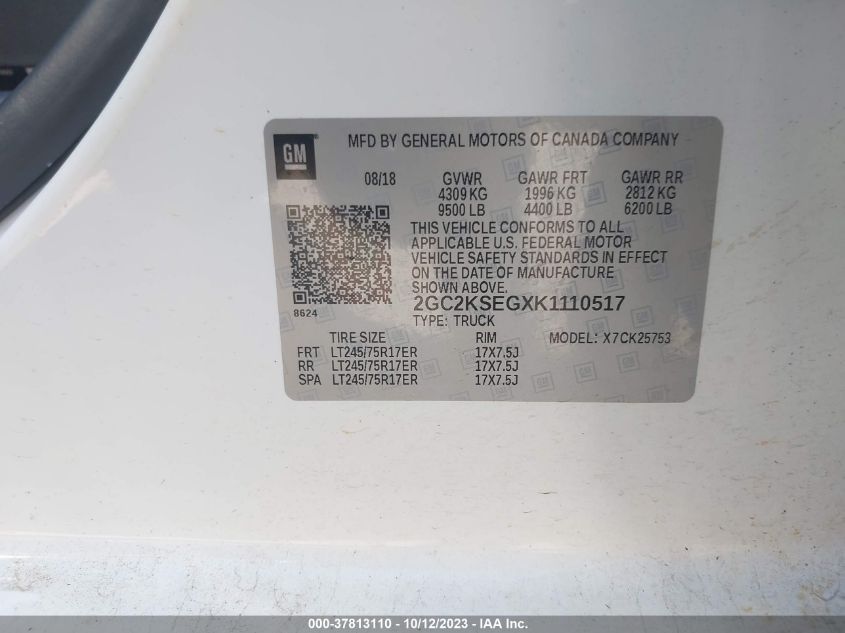 GM
MFD BY GENERAL MOTORS OF CANADA COMPANY
08/18 GVWR GAWR FRT GAWR RR
4309 KG 1996 KG 2812 KG
9500 LB 4400 LB 6200 LB
THIS VEHICLE CONFORMS TO ALL
APPLICABLE U.S. FEDERAL MOTOR
VEHICLE SAFETY STANDARDS IN EFFECT
ON THE DATE OF MANUFACTURE
SHOWN ABOVE.
2GC2KSEGXK1110517
8624
TYPE: TRUCK
TIRE SIZE RIM MODEL: X7CK25753
FRT LT245/75R17ER 17X7.5J
RR LT245/75R17ER 17X7.5J
SPA LT245/75R17ER 17X7.5J
000-37813110 - 10/12/2023 - IAA Inc.